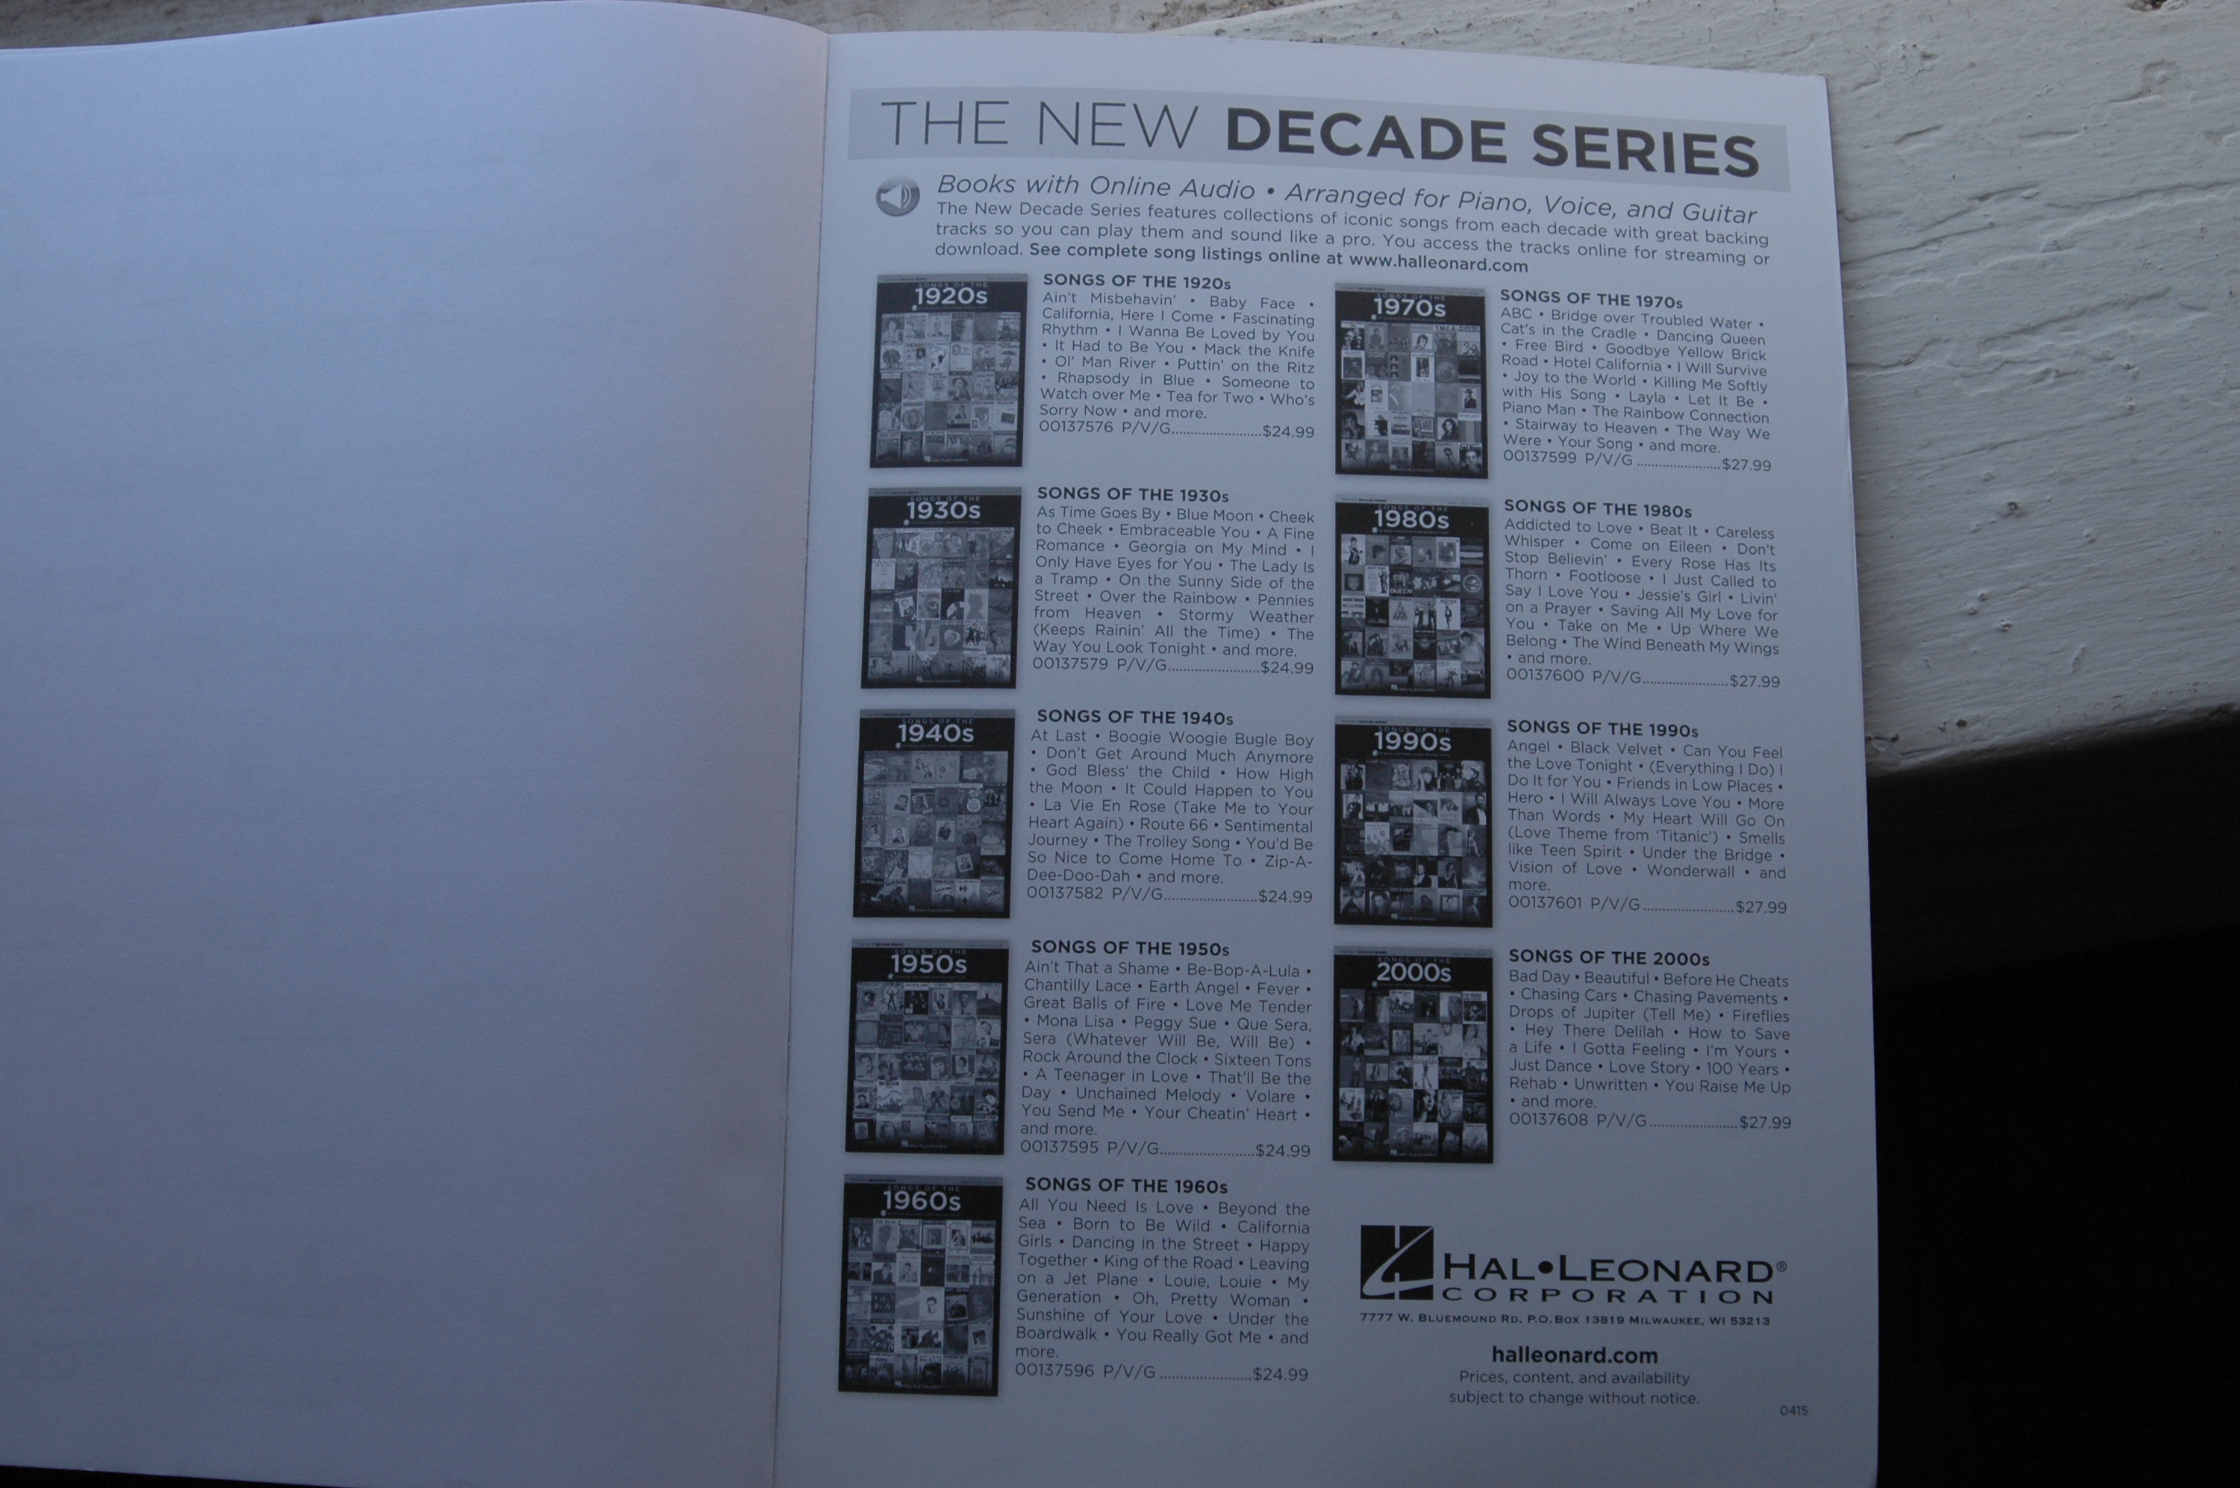 THE NEW DECADE SERIES
Books with Online Audio • Arranged for Piano, Voice, and Guitar
The New Decade Series features collections of iconic songs from each decade with great backing
tracks so you can play them and sound like a pro. You access the tracks online for streaming or
download. See complete song listings online at www.halleonard.com
SONGS OF THE
1920s
SONGS OF THE 1920s
Ain't Misbehavin' • Baby Face •
California, Here I Come • Fascinating
Rhythm • I Wanna Be Loved by You
• It Had to Be You • Mack the Knife
• Ol' Man River • Puttin' on the Ritz
• Rhapsody in Blue • Someone to
Watch over Me • Tea for Two • Who's
Sorry Now • and more.
00137576 P/V/G.......................$24.99
SONGS OF THE
1930s
SONGS OF THE 1930s
As Time Goes By • Blue Moon • Cheek
to Cheek • Embraceable You • A Fine
Romance • Georgia on My Mind • I
Only Have Eyes for You • The Lady Is
a Tramp • On the Sunny Side of the
Street • Over the Rainbow • Pennies
from Heaven • Stormy Weather
(Keeps Rainin' All the Time) • The
Way You Look Tonight • and more.
00137579 P/V/G.......................$24.99
SONGS OF THE
1940s
SONGS OF THE 1940s
At Last • Boogie Woogie Bugle Boy
• Don't Get Around Much Anymore
• God Bless' the Child • How High
the Moon • It Could Happen to You
• La Vie En Rose (Take Me to Your
Heart Again) • Route 66 • Sentimental
Journey • The Trolley Song • You'd Be
So Nice to Come Home To • Zip-A-
Dee-Doo-Dah • and more.
00137582 P/V/G.......................$24.99
SONGS OF THE
1950s
SONGS OF THE 1950s
Ain't That a Shame • Be-Bop-A-Lula •
Chantilly Lace • Earth Angel • Fever •
Great Balls of Fire • Love Me Tender
• Mona Lisa • Peggy Sue • Que Sera,
Sera (Whatever Will Be, Will Be) •
Rock Around the Clock • Sixteen Tons
• A Teenager in Love • That'll Be the
Day • Unchained Melody • Volare •
You Send Me • Your Cheatin' Heart •
and more.
00137595 P/V/G.......................$24.99
SONGS OF THE
1960s
SONGS OF THE 1960s
All You Need Is Love • Beyond the
Sea • Born to Be Wild • California
Girls • Dancing in the Street • Happy
Together • King of the Road • Leaving
on a Jet Plane • Louie, Louie • My
Generation • Oh, Pretty Woman •
Sunshine of Your Love • Under the
Boardwalk • You Really Got Me • and
more.
00137596 P/V/G.......................$24.99
SONGS OF THE
1970s
SONGS OF THE 1970s
ABC • Bridge over Troubled Water •
Cat's in the Cradle • Dancing Queen
• Free Bird • Goodbye Yellow Brick
Road • Hotel California • I Will Survive
• Joy to the World • Killing Me Softly
with His Song • Layla • Let It Be •
Piano Man • The Rainbow Connection
• Stairway to Heaven • The Way We
Were • Your Song • and more.
00137599 P/V/G.....................$27.99
SONGS OF THE
1980s
SONGS OF THE 1980s
Addicted to Love • Beat It • Careless
Whisper • Come on Eileen • Don't
Stop Believin' • Every Rose Has Its
Thorn • Footloose • I Just Called to
Say I Love You • Jessie's Girl • Livin'
on a Prayer • Saving All My Love for
You • Take on Me • Up Where We
Belong • The Wind Beneath My Wings
• and more.
00137600 P/V/G.....................$27.99
SONGS OF THE
1990s
SONGS OF THE 1990s
Angel • Black Velvet • Can You Feel
the Love Tonight • (Everything I Do) I
Do It for You • Friends in Low Places •
Hero • I Will Always Love You • More
Than Words • My Heart Will Go On
(Love Theme from 'Titanic') • Smells
like Teen Spirit • Under the Bridge •
Vision of Love • Wonderwall • and
more.
00137601 P/V/G.......................$27.99
SONGS OF THE
2000s
SONGS OF THE 2000s
Bad Day • Beautiful • Before He Cheats
• Chasing Cars • Chasing Pavements •
Drops of Jupiter (Tell Me) • Fireflies
• Hey There Delilah • How to Save
a Life • I Gotta Feeling • I'm Yours •
Just Dance • Love Story • 100 Years •
Rehab • Unwritten • You Raise Me Up
• and more.
00137608 P/V/G.....................$27.99
HAL•LEONARD®
CORPORATION
7777 W. BLUEMOUND RD. P.O. BOX 13819 MILWAUKEE, WI 53213
halleonard.com
Prices, content, and availability
subject to change without notice.
0415